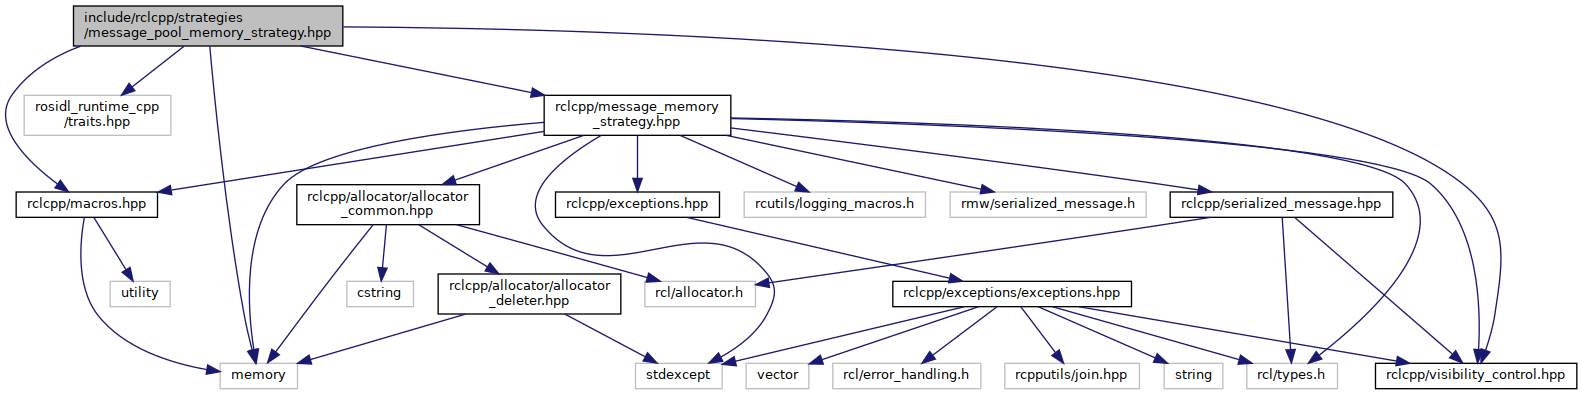 include/rclcpp/strategies
/message_pool_memory_strategy.hpp
rosidl_runtime_cpp
/traits.hpp
rclcpp/message_memory
_strategy.hpp
rclcpp/macros.hpp
rclcpp/allocator/allocator
_common.hpp
rclcpp/exceptions.hpp
rcutils/logging_macros.h
rmw/serialized_message.h
rclcpp/serialized_message.hpp
utility
cstring
rclcpp/allocator/allocator
_deleter.hpp
rcl/allocator.h
rclcpp/exceptions/exceptions.hpp
memory
stdexcept
vector
rcl/error_handling.h
rcpputils/join.hpp
string
rcl/types.h
rclcpp/visibility_control.hpp